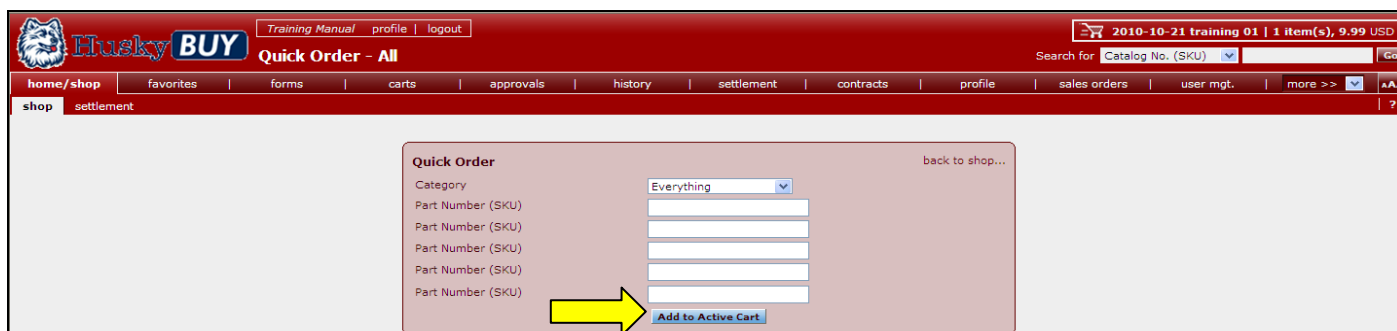 Husky BUY
Training Manual profile | logout
2010-10-21 training 01 | 1 item(s), 9.99 USD
Quick Order - All
Search for Catalog No. (SKU) Go
home/shop favorites | forms | carts | approvals | history | settlement | contracts | profile | sales orders | user mgt. | more >>
shop settlement | ?
Quick Order back to shop...
Category Everything
Part Number (SKU)
Part Number (SKU)
Part Number (SKU)
Part Number (SKU)
Part Number (SKU)
Add to Active Cart